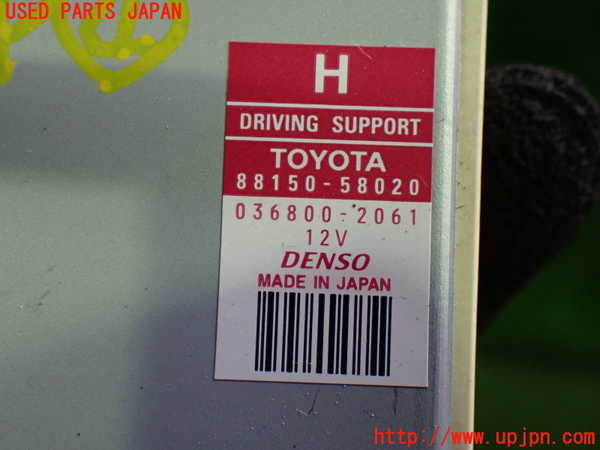 USED PARTS JAPAN
H
DRIVING SUPPORT
TOYOTA
88150-58020
036800-2061
12V
DENSO
MADE IN JAPAN
http://www.upjpn.com/